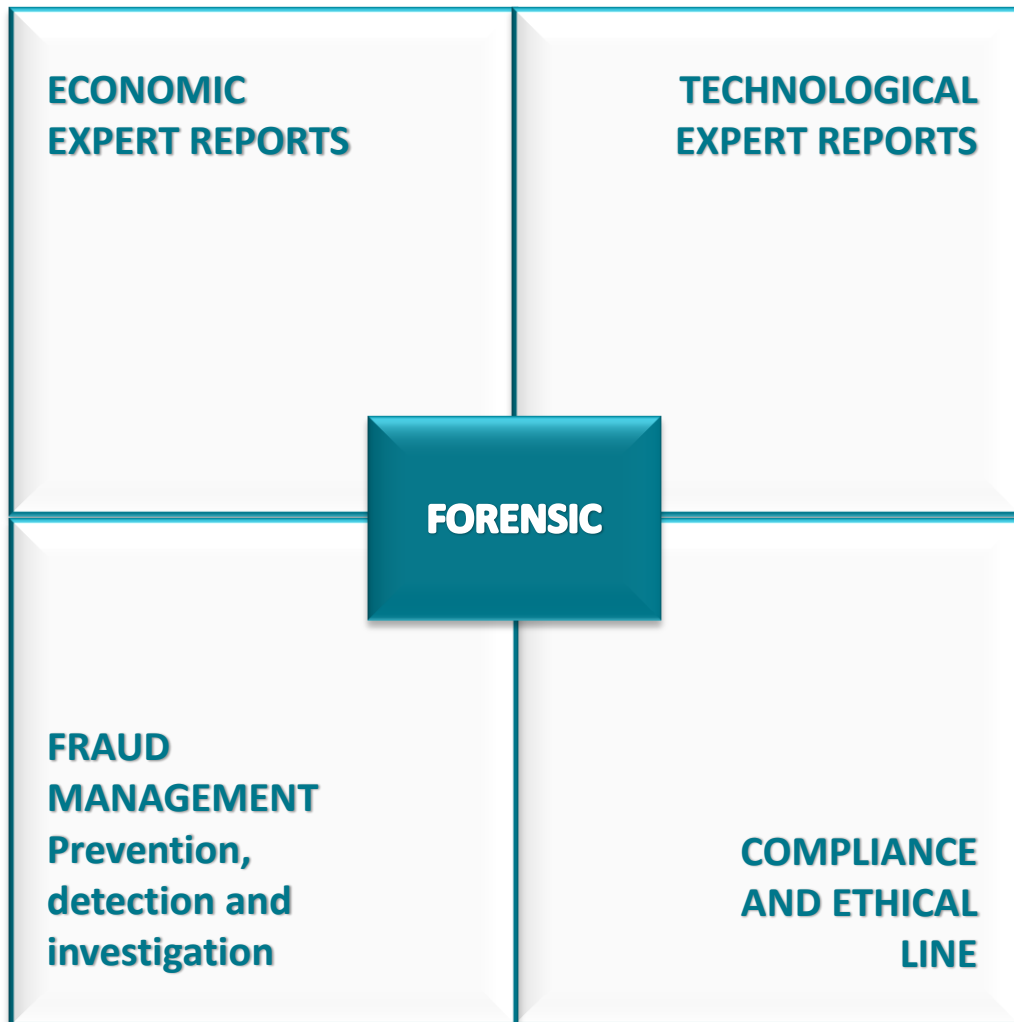 ECONOMIC
EXPERT REPORTS
TECHNOLOGICAL
EXPERT REPORTS
FORENSIC
FRAUD
MANAGEMENT
Prevention,
detection and
investigation
COMPLIANCE
AND ETHICAL
LINE